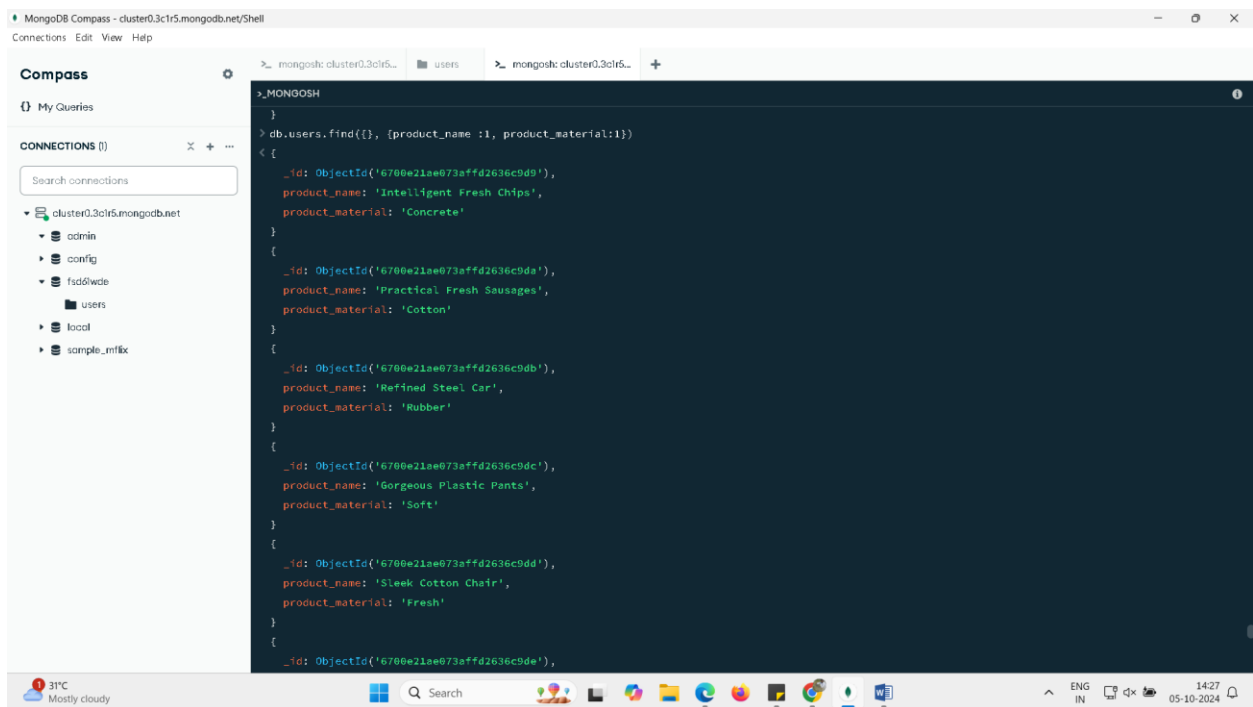 MongoDB Compass - cluster0.3c1r5.mongodb.net/Shell
Connections Edit View Help
Compass
{} My Queries
CONNECTIONS (1)
Search connections
cluster0.3c1r5.mongodb.net
admin
config
fsd61wde
users
local
sample_mflix
>_ mongosh: cluster0.3c1r5...
users
>_ mongosh: cluster0.3c1r5...
>_MONGOSH
}
> db.users.find({}, {product_name :1, product_material:1})
< {
_id: ObjectId('6700e21ae073affd2636c9d9'),
product_name: 'Intelligent Fresh Chips',
product_material: 'Concrete'
}
{
_id: ObjectId('6700e21ae073affd2636c9da'),
product_name: 'Practical Fresh Sausages',
product_material: 'Cotton'
}
{
_id: ObjectId('6700e21ae073affd2636c9db'),
product_name: 'Refined Steel Car',
product_material: 'Rubber'
}
{
_id: ObjectId('6700e21ae073affd2636c9dc'),
product_name: 'Gorgeous Plastic Pants',
product_material: 'Soft'
}
{
_id: ObjectId('6700e21ae073affd2636c9dd'),
product_name: 'Sleek Cotton Chair',
product_material: 'Fresh'
}
{
_id: ObjectId('6700e21ae073affd2636c9de'),
1
31°C
Mostly cloudy
Search
ENG
IN
14:27
05-10-2024